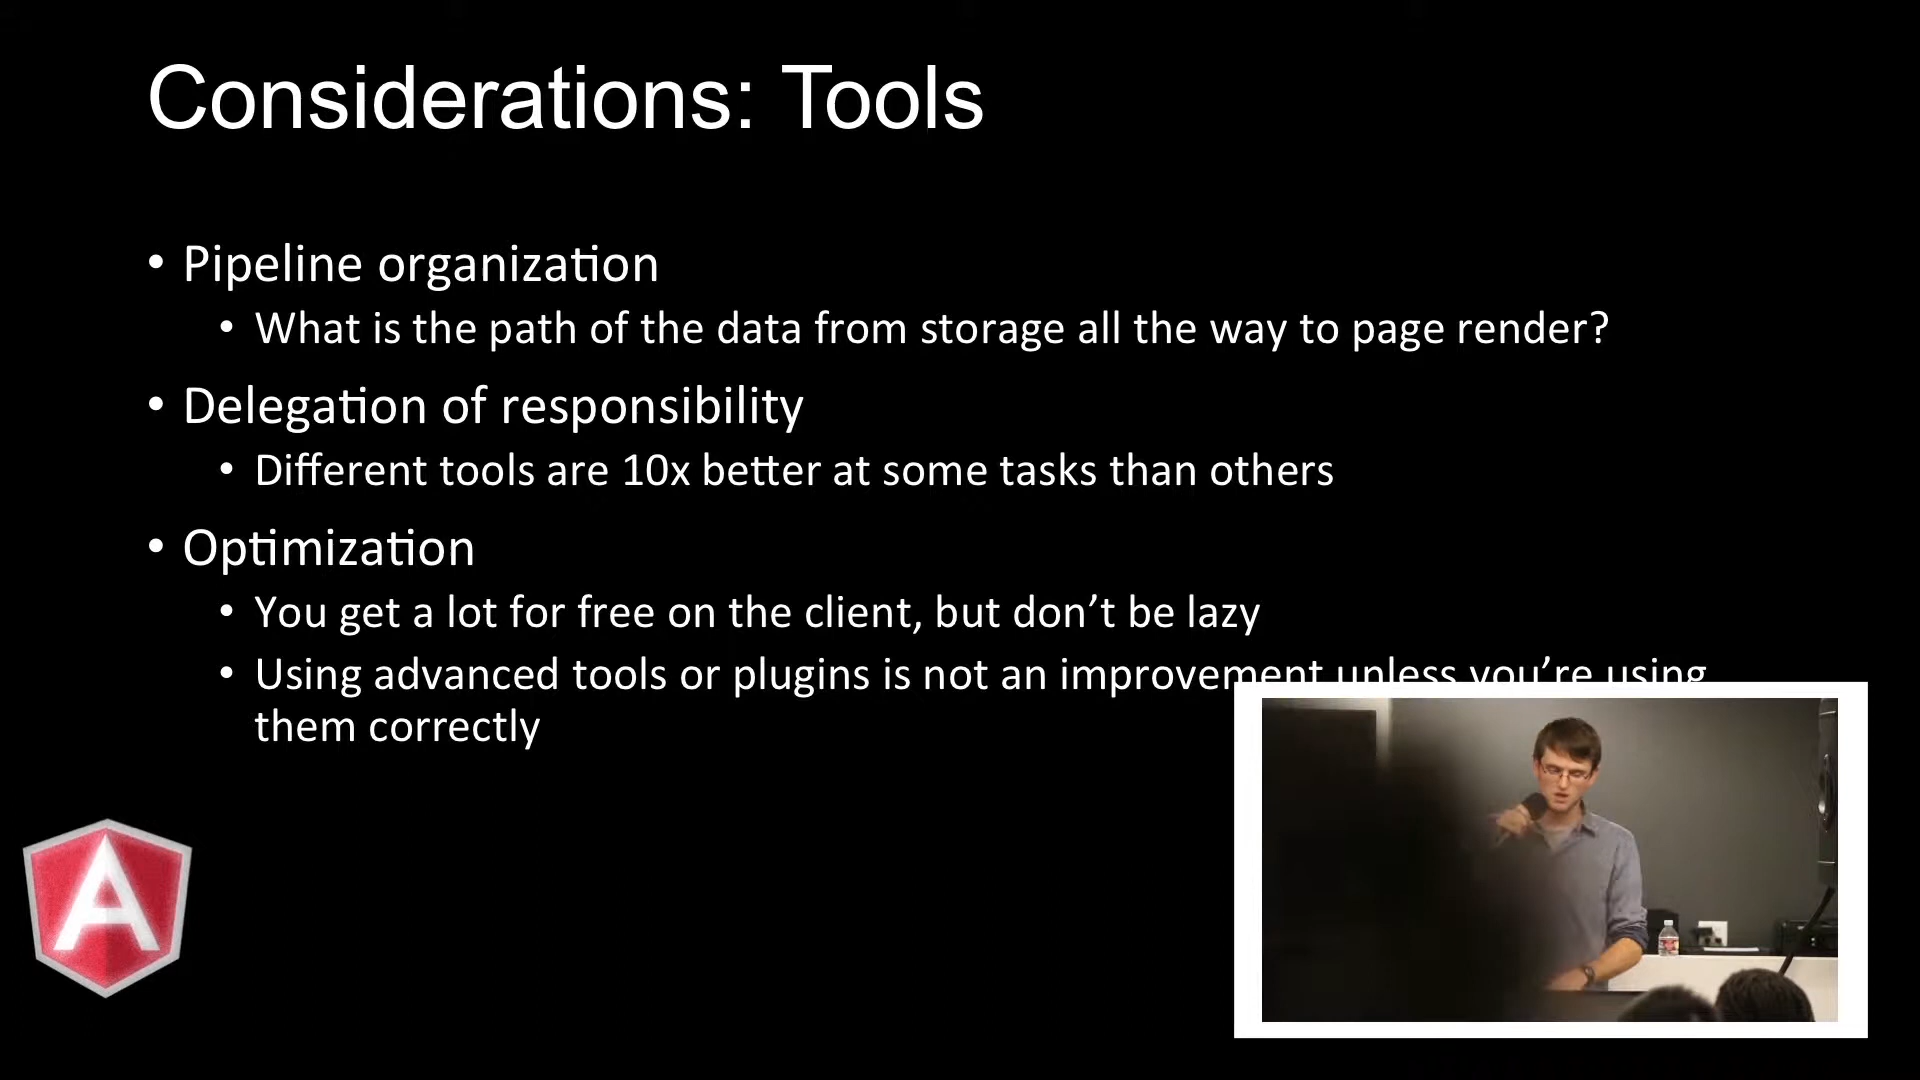 Considerations: Tools
• Pipeline organization
• What is the path of the data from storage all the way to page render?
• Delegation of responsibility
• Different tools are 10x better at some tasks than others
• Optimization
• You get a lot for free on the client, but don’t be lazy
• Using advanced tools or plugins is not an improvement unless you’re using
them correctly
A